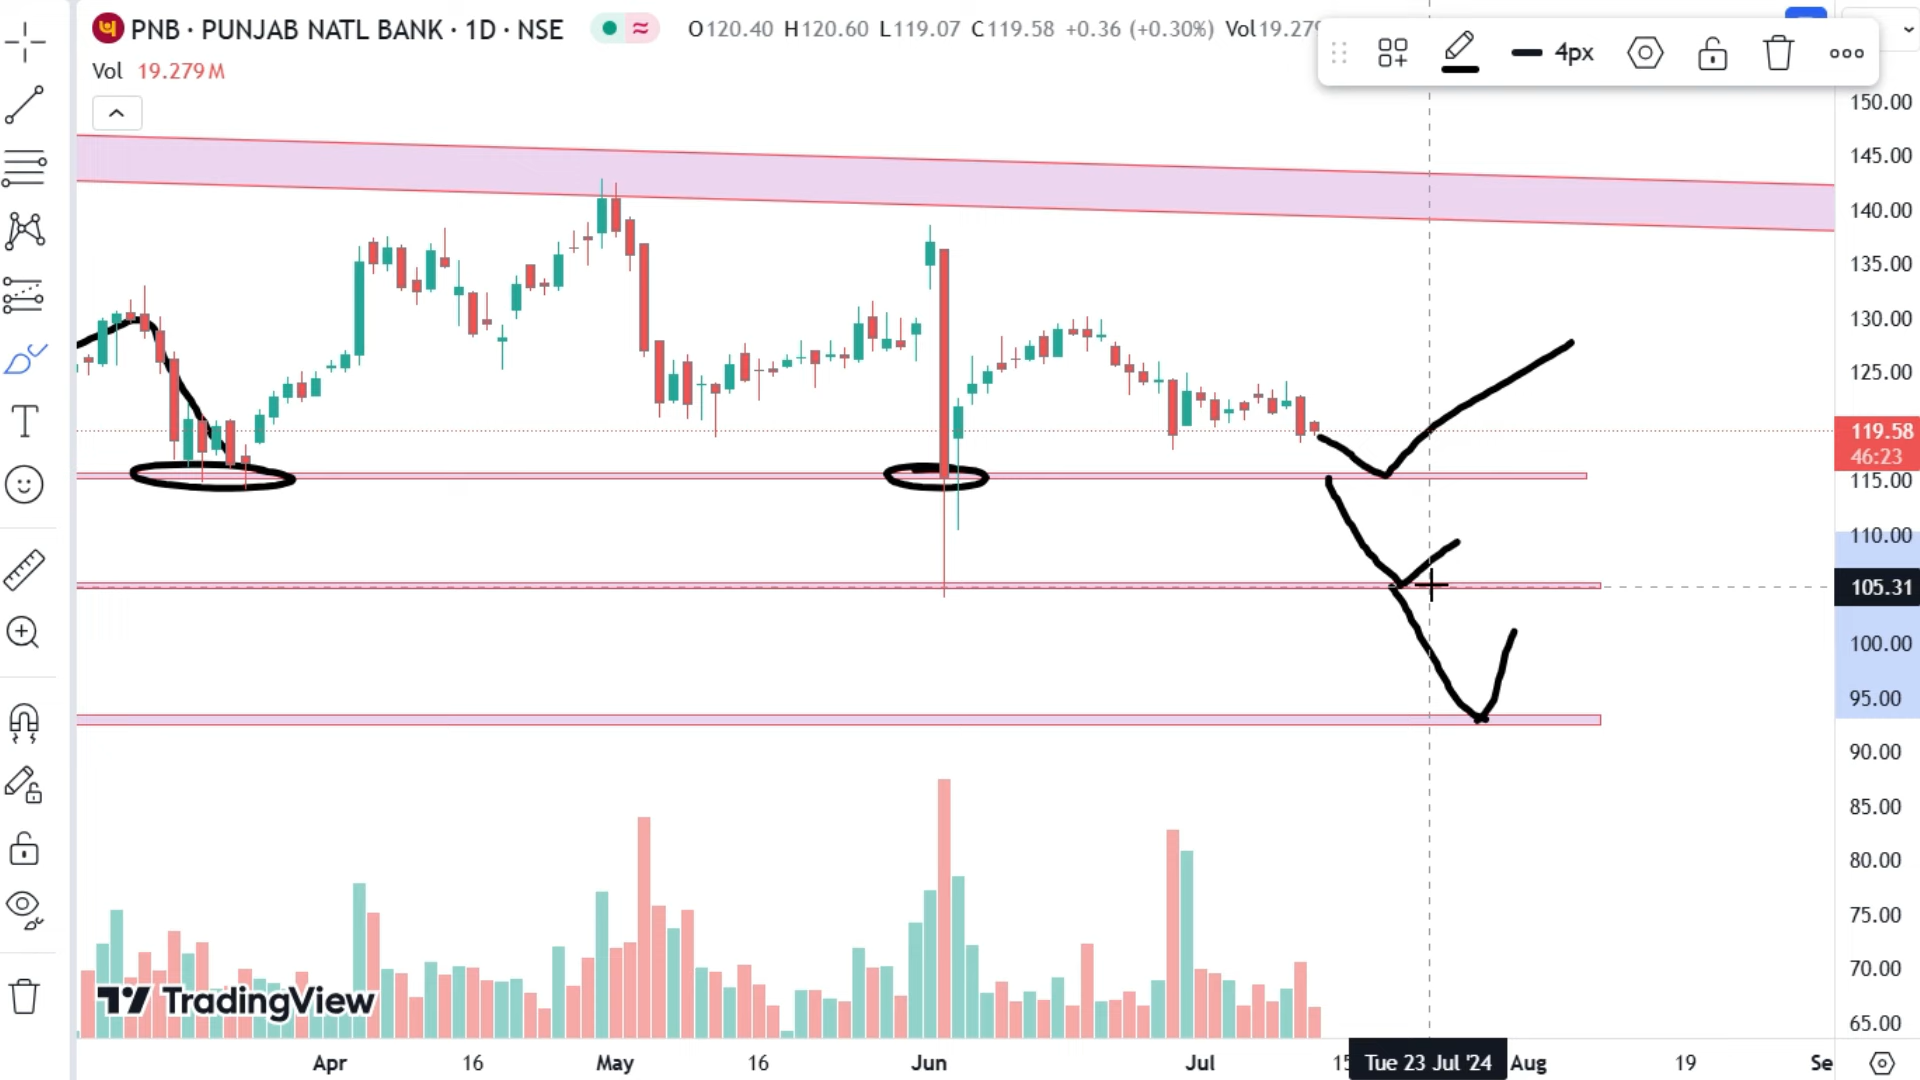 PNB · PUNJAB NATL BANK · 1D · NSE
O120.40 H120.60 L119.07 C119.58 +0.36 (+0.30%) Vol19.279
4px
Vol 19.279M
150.00
145.00
140.00
135.00
130.00
125.00
119.58
46:23
115.00
110.00
105.31
100.00
95.00
90.00
85.00
80.00
75.00
70.00
65.00
T
TradingView
Apr 16 May 16 Jun Jul 15 Tue 23 Jul '24 Aug 19 Se